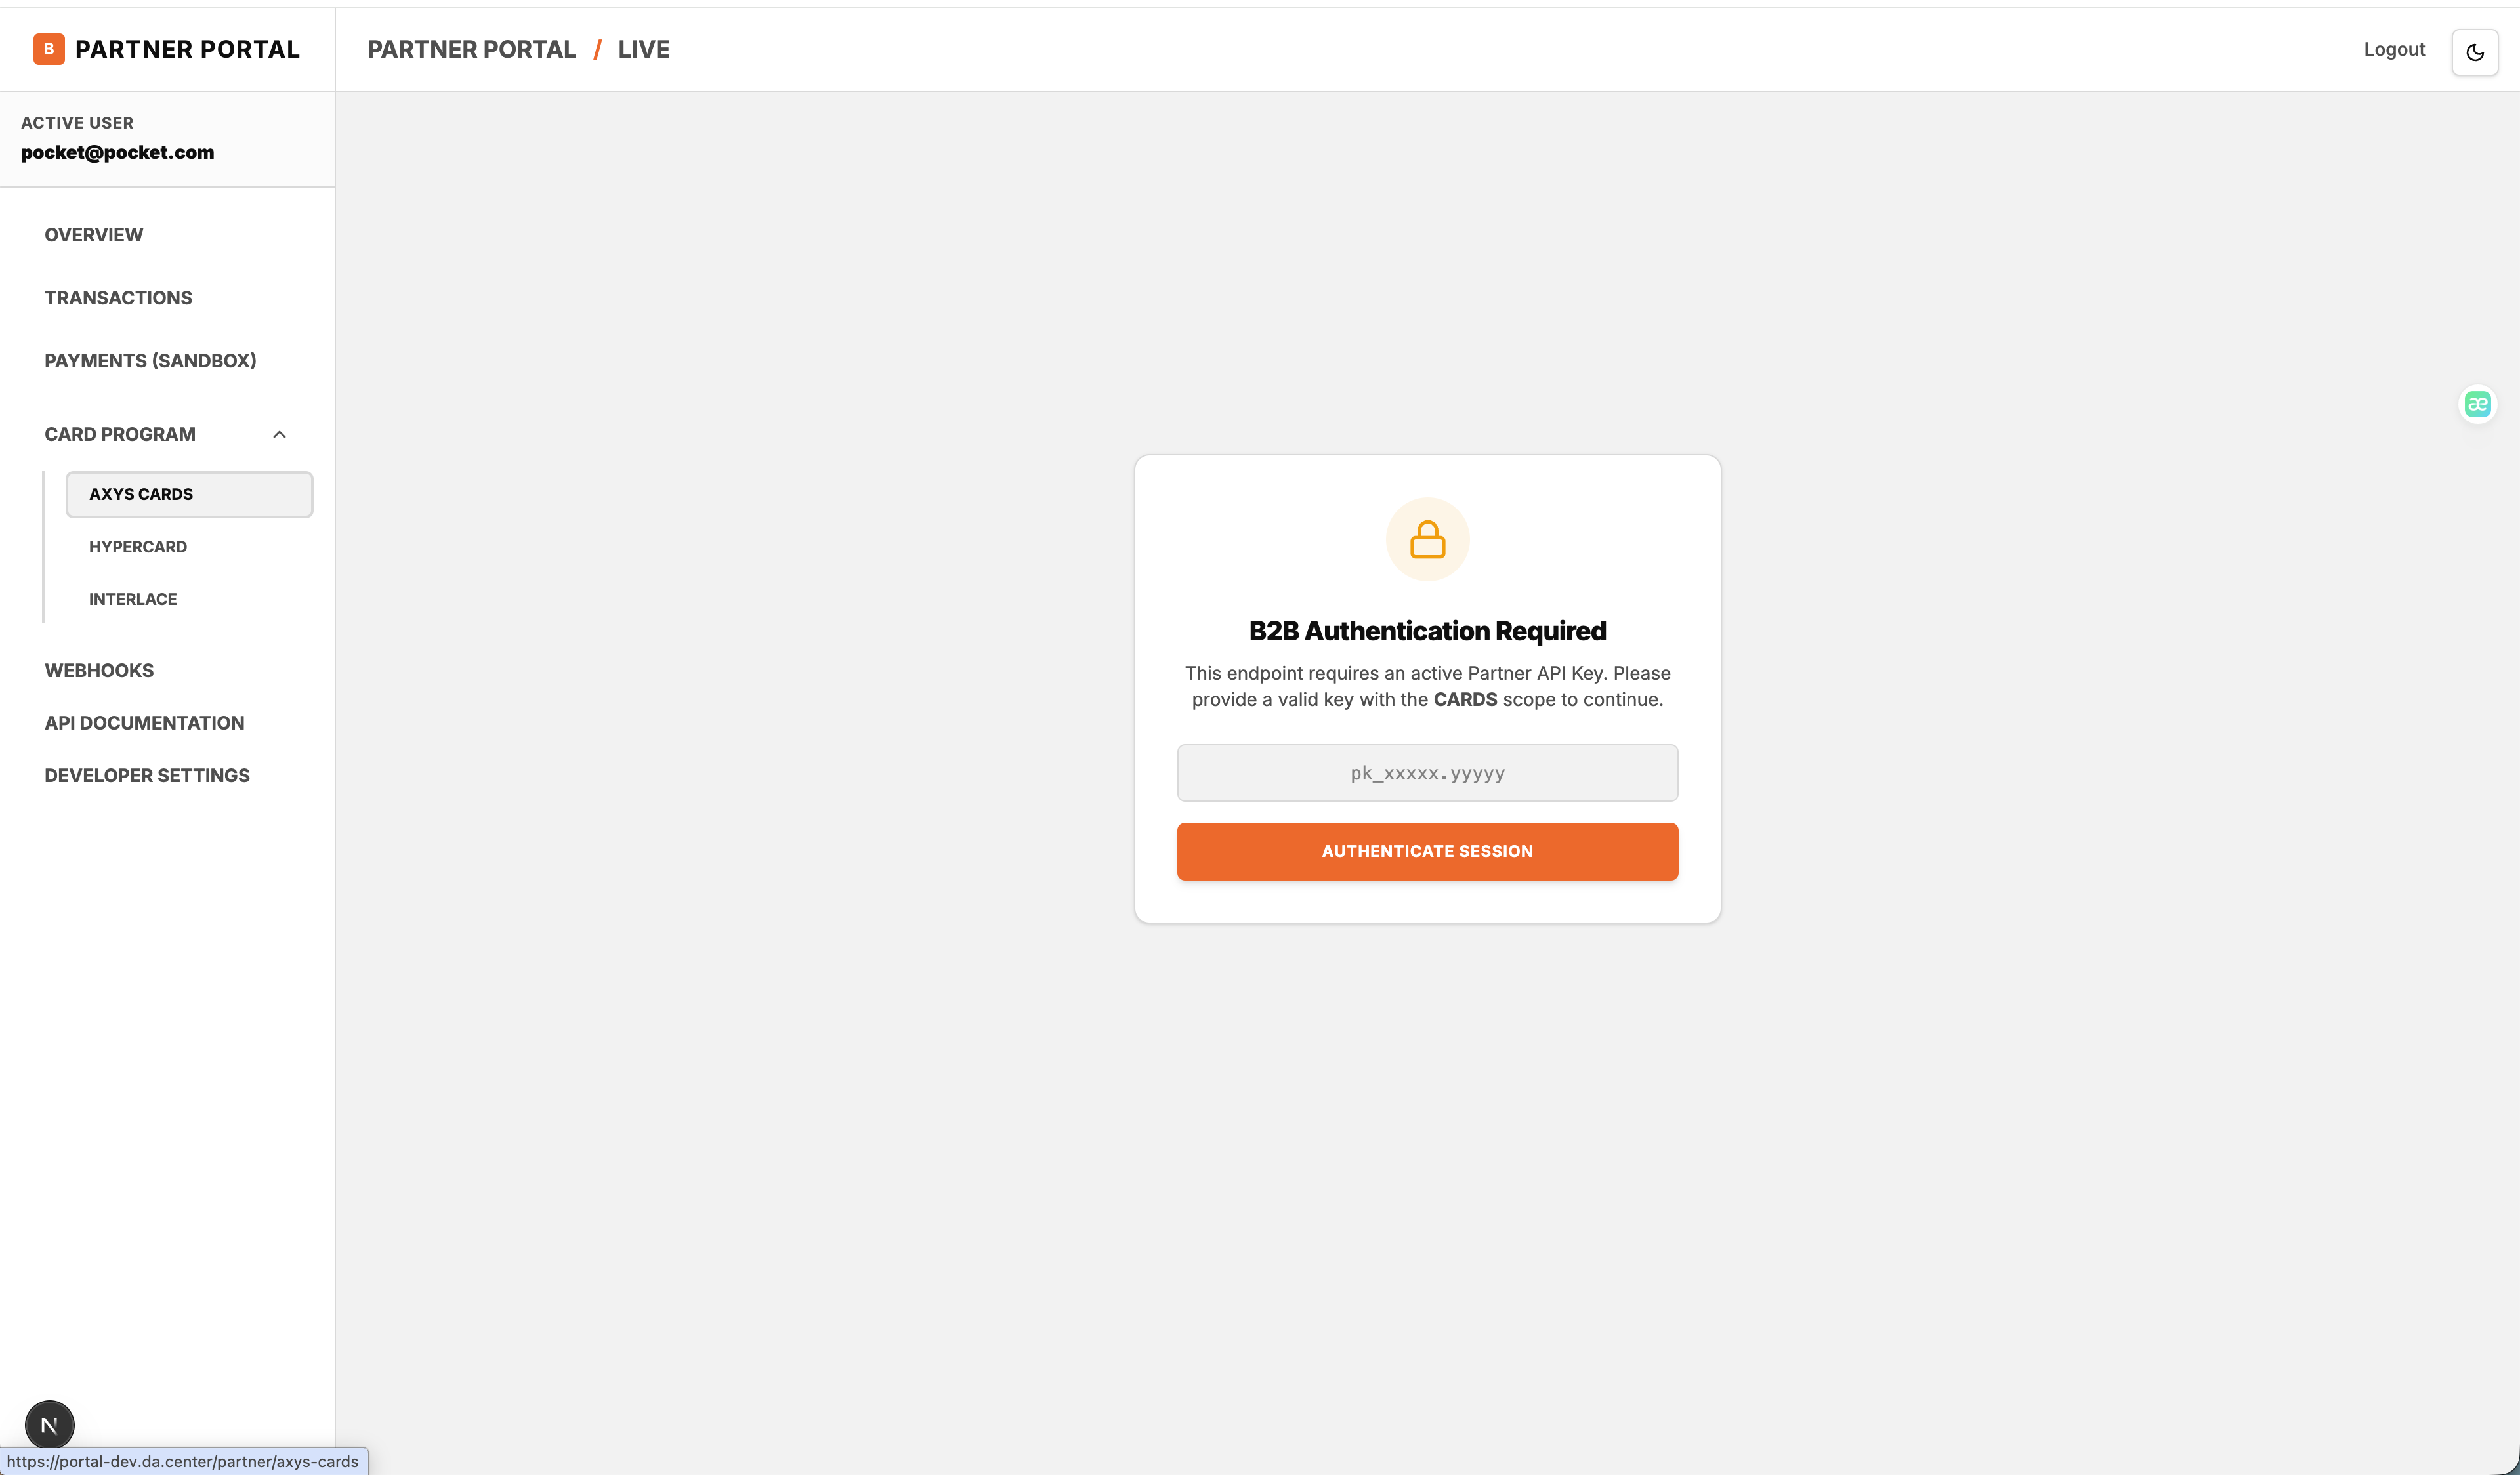 B PARTNER PORTAL
PARTNER PORTAL / LIVE
Logout
ACTIVE USER
pocket@pocket.com
OVERVIEW
TRANSACTIONS
PAYMENTS (SANDBOX)
CARD PROGRAM
AXYS CARDS
HYPERCARD
INTERLACE
WEBHOOKS
API DOCUMENTATION
DEVELOPER SETTINGS
æ
B2B Authentication Required
This endpoint requires an active Partner API Key. Please
provide a valid key with the CARDS scope to continue.
pk_xxxxx.yyyyy
AUTHENTICATE SESSION
N
https://portal-dev.da.center/partner/axys-cards